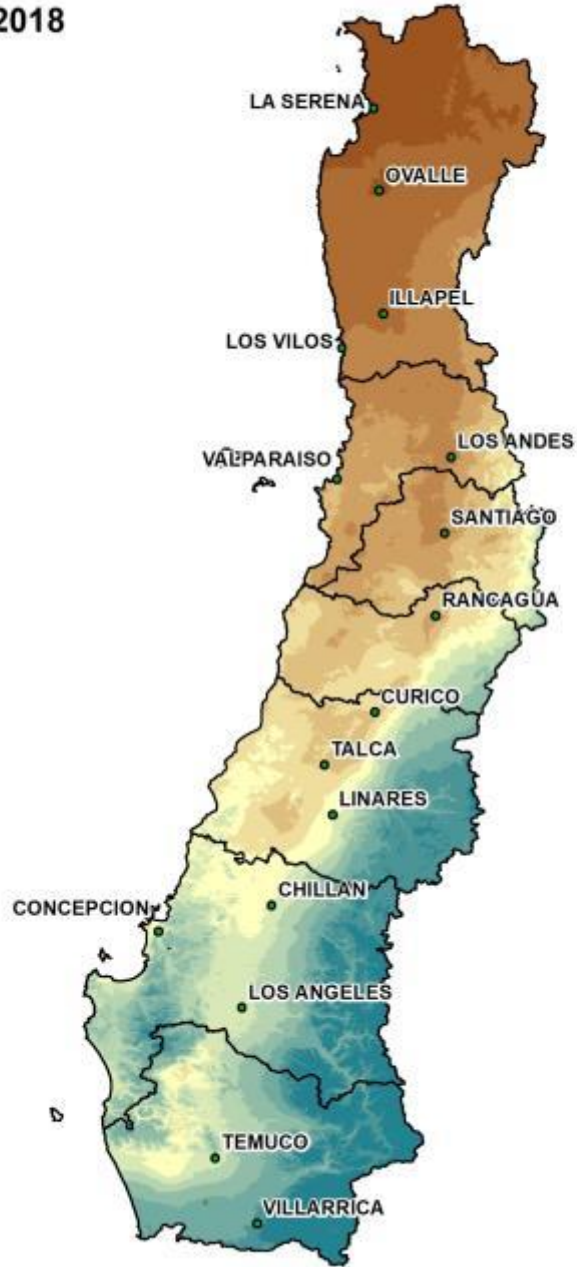 2018
LA SERENA
OVALLE
ILLAPEL
LOS VILOS
LOS ANDES
VALPARAISO
SANTIAGO
RANCAGUA
CURICO
TALCA
LINARES
CHILLAN
CONCEPCION
LOS ANGELES
TEMUCO
VILLARRICA